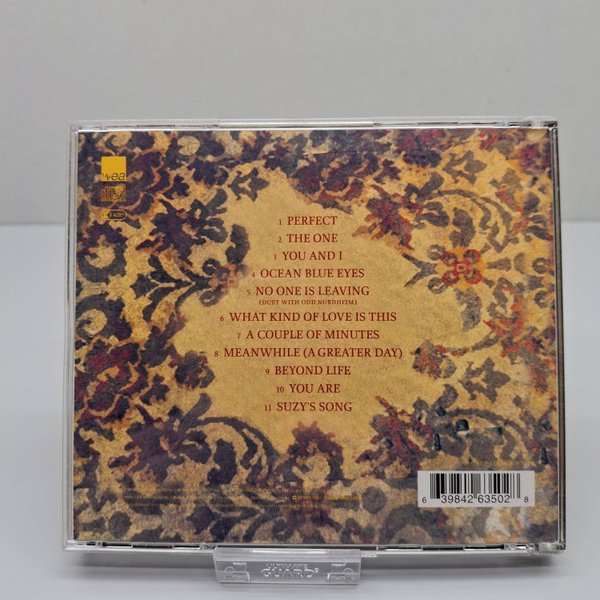 wea
1 PERFECT
2 THE ONE
3 YOU AND I
4 OCEAN BLUE EYES
5 NO ONE IS LEAVING
(DUET WITH ODD NORDHEIM)
6 WHAT KIND OF LOVE IS THIS
7 A COUPLE OF MINUTES
8 MEANWHILE (A GREATER DAY)
9 BEYOND LIFE
10 YOU ARE
11 SUZY'S SONG
6 39842 63502 8
ULTIMATE
GUARD